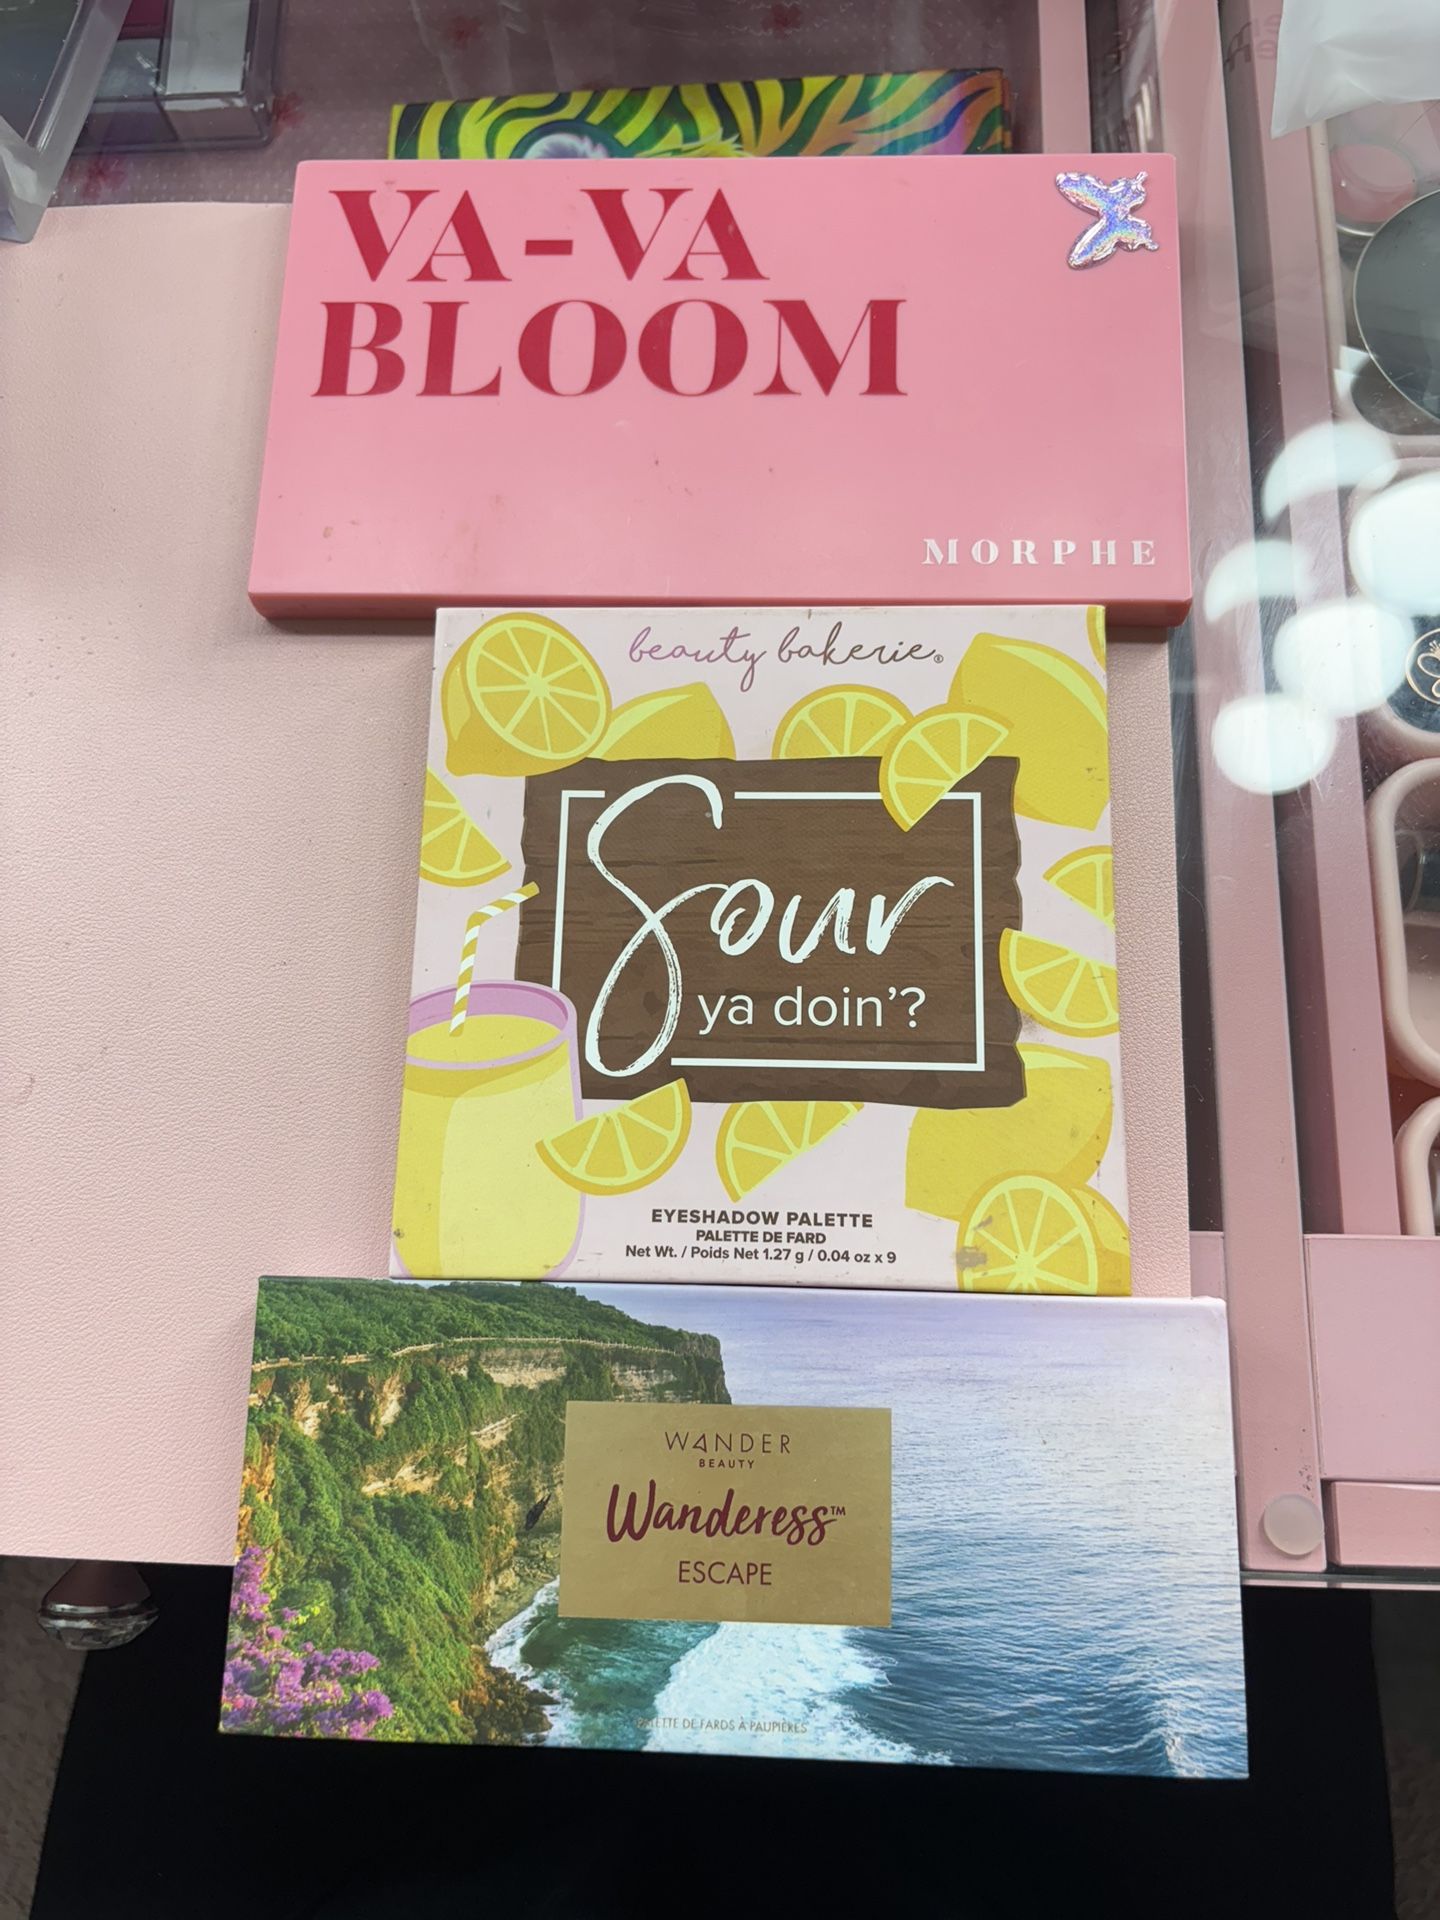 VA-VA
BLOOM
MORPHE
beauty bakerie®
Sour
ya doin'?
EYESHADOW PALETTE
PALETTE DE FARD
Net Wt. / Poids Net 1.27 g / 0.04 oz x 9
WANDER
BEAUTY
Wanderess™
ESCAPE
PALETTE DE FARDS À PAUPIÈRES